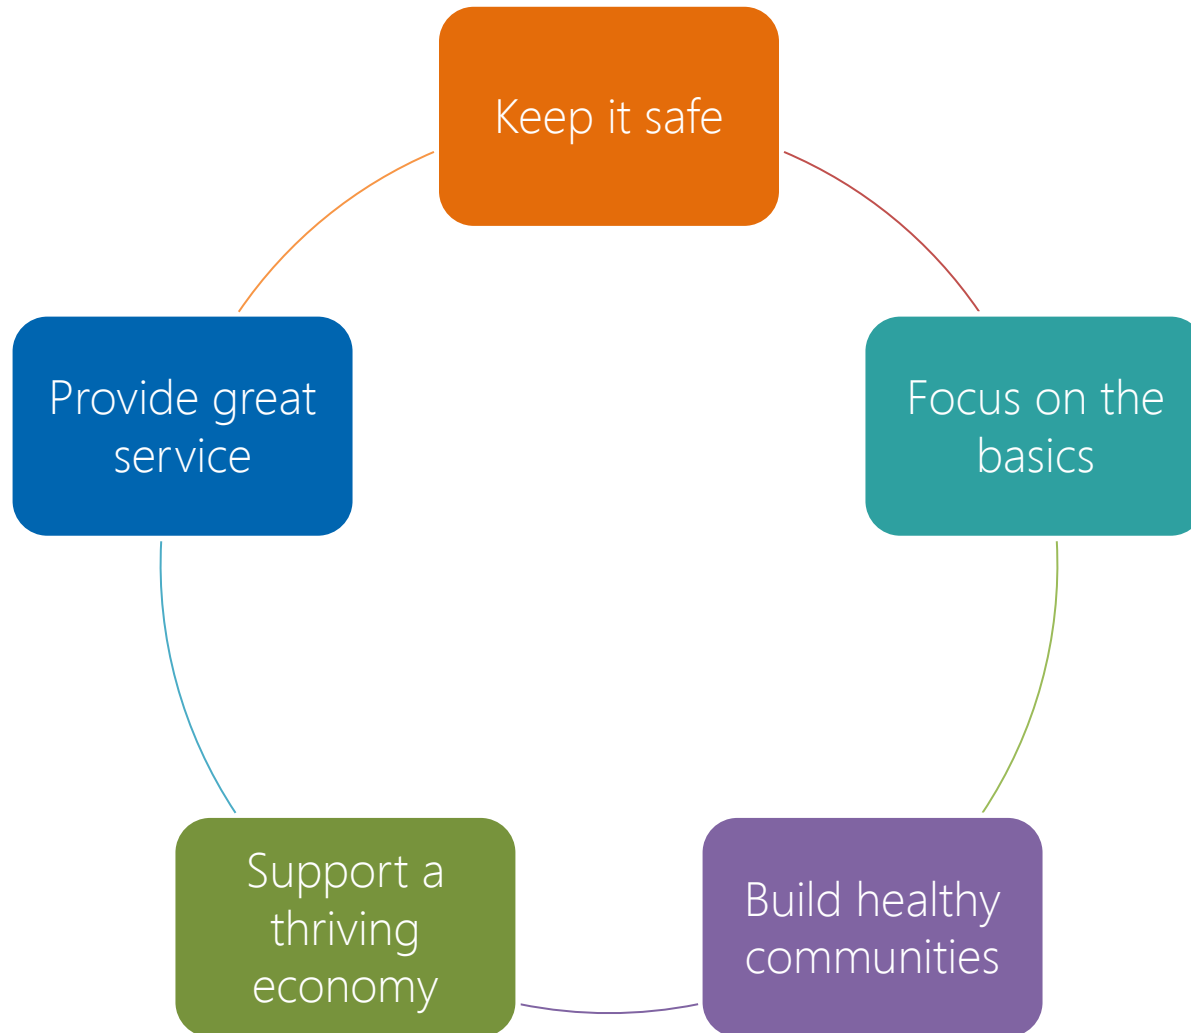 Keep it safe
Provide great
service
Focus on the
basics
Support a
thriving
economy
Build healthy
communities